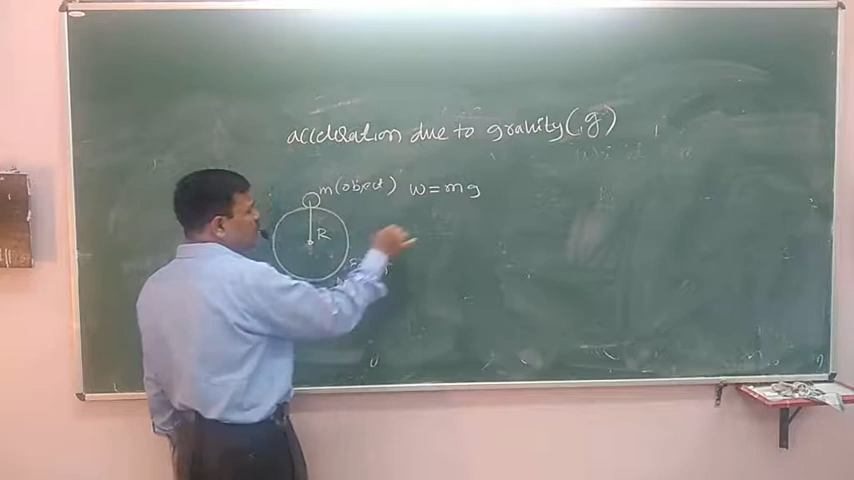 acceleration due to gravity (g)
m (object) W = mg
R